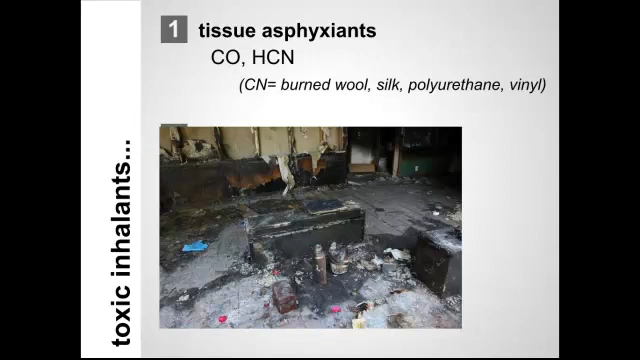 1 tissue asphyxiants
CO, HCN
(CN= burned wool, silk, polyurethane, vinyl)
toxic inhalants...